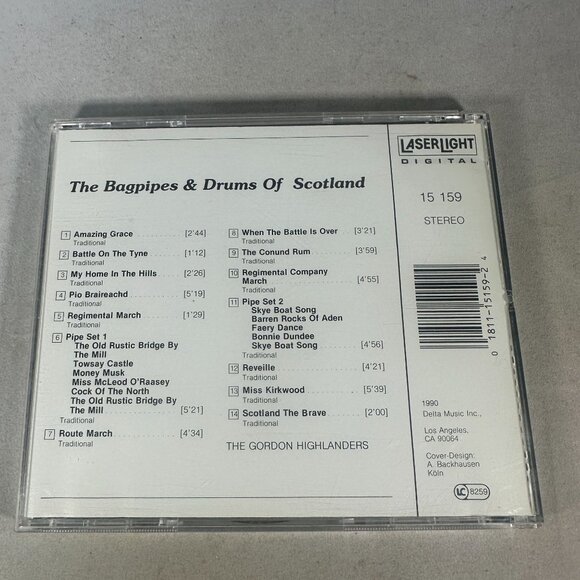 The Bagpipes & Drums Of Scotland
1 Amazing Grace [2'44]
Traditional
2 Battle On The Tyne [1'12]
Traditional
3 My Home In The Hills [2'26]
Traditional
4 Pio Braireachd [5'19]
Traditional
5 Regimental March [1'29]
Traditional
6 Pipe Set 1
The Old Rustic Bridge By
The Mill
Towsay Castle
Money Musk
Miss McLeod O'Raasey
Cock Of The North
The Old Rustic Bridge By
The Mill [5'21]
Traditional
7 Route March [4'34]
Traditional
8 When The Battle Is Over [3'21]
Traditional
9 The Conund Rum [3'59]
Traditional
10 Regimental Company
March [4'55]
Traditional
11 Pipe Set 2
Skye Boat Song
Barren Rocks Of Aden
Faery Dance
Bonnie Dundee
Skye Boat Song [4'56]
Traditional
12 Reveille [4'21]
Traditional
13 Miss Kirkwood [5'39]
Traditional
14 Scotland The Brave [2'00]
Traditional
THE GORDON HIGHLANDERS
LASERLIGHT
DIGITAL
15 159
STEREO
0 1811-15159-2 4
1990
Delta Music Inc.,
Los Angeles,
CA 90064
Cover-Design:
A. Backhausen
Köln
LC 8259